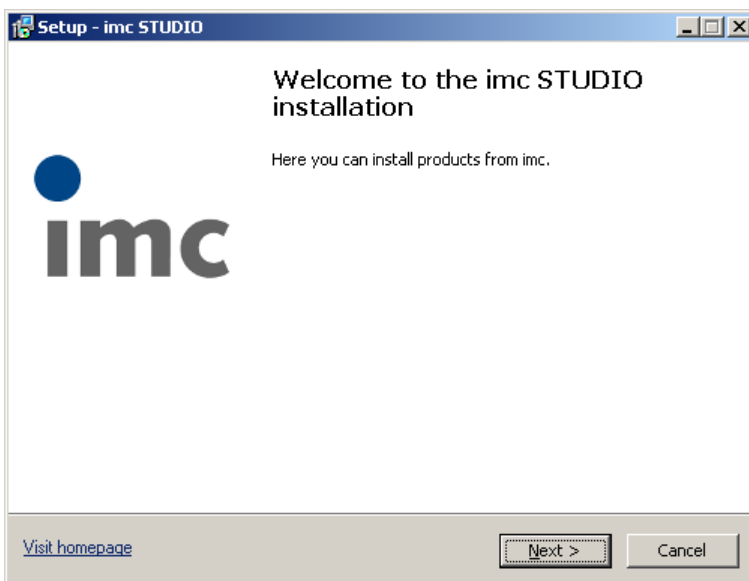 Setup - imc STUDIO
Welcome to the imc STUDIO
installation
Here you can install products from imc.
imc
Visit homepage
Next >
Cancel